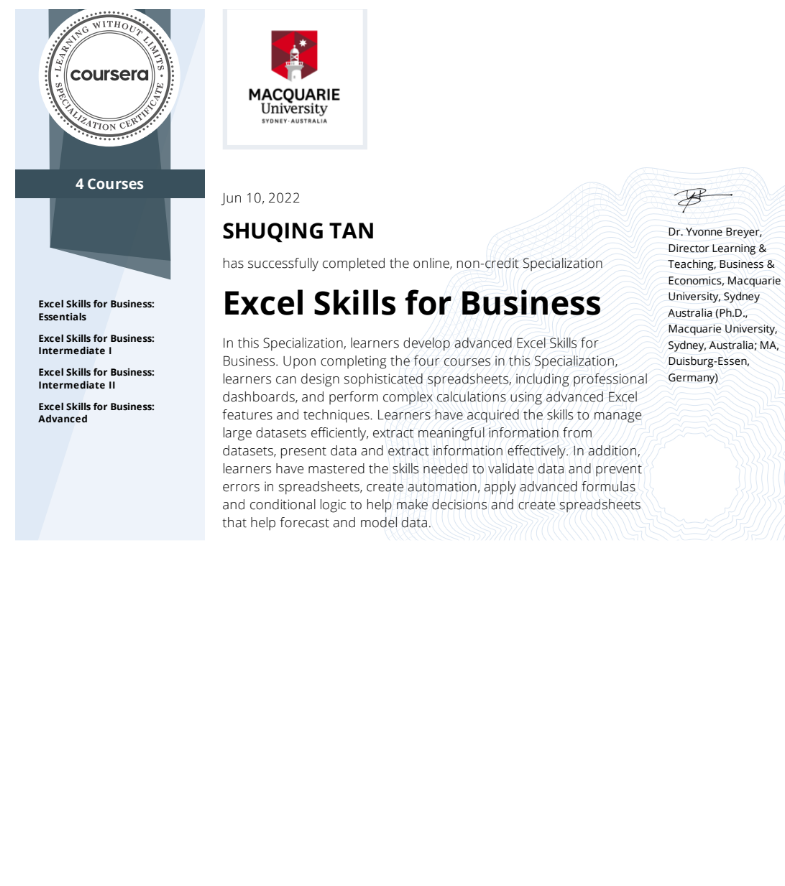 LEARNING WITHOUT LIMITS
coursera
SPECIALIZATION CERTIFICATE
4 Courses
Excel Skills for Business:
Essentials
Excel Skills for Business:
Intermediate I
Excel Skills for Business:
Intermediate II
Excel Skills for Business:
Advanced
MACQUARIE
University
SYDNEY·AUSTRALIA
Jun 10, 2022
SHUQING TAN
has successfully completed the online, non-credit Specialization
Excel Skills for Business
In this Specialization, learners develop advanced Excel Skills for
Business. Upon completing the four courses in this Specialization,
learners can design sophisticated spreadsheets, including professional
dashboards, and perform complex calculations using advanced Excel
features and techniques. Learners have acquired the skills to manage
large datasets efficiently, extract meaningful information from
datasets, present data and extract information effectively. In addition,
learners have mastered the skills needed to validate data and prevent
errors in spreadsheets, create automation, apply advanced formulas
and conditional logic to help make decisions and create spreadsheets
that help forecast and model data.
Dr. Yvonne Breyer,
Director Learning &
Teaching, Business &
Economics, Macquarie
University, Sydney
Australia (Ph.D.,
Macquarie University,
Sydney, Australia; MA,
Duisburg-Essen,
Germany)